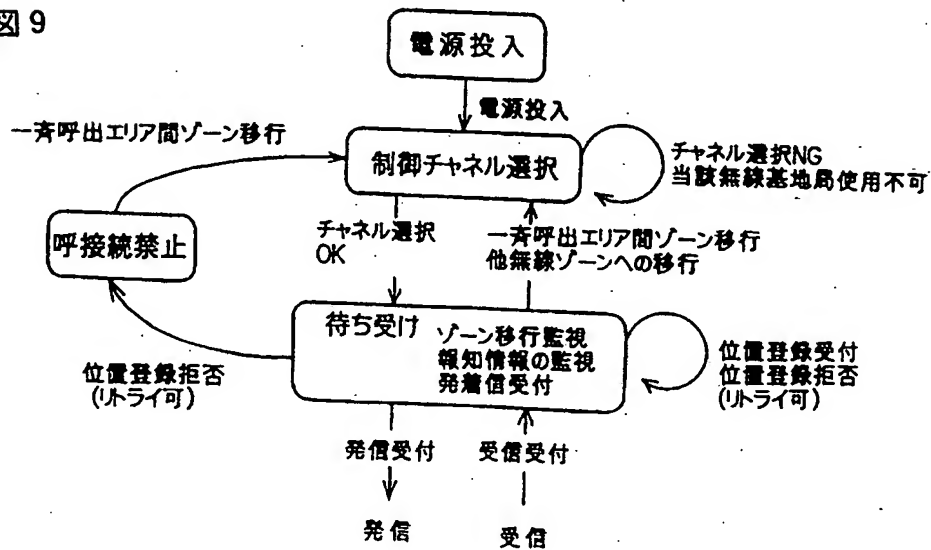 図9
電源投入
電源投入
一斉呼出エリア間ゾーン移行
制御チャネル選択
チャネル選択NG
当該無線基地局使用不可
呼接続禁止
チャネル選択
OK
一斉呼出エリア間ゾーン移行
他無線ゾーンへの移行
待ち受け
ゾーン移行監視
報知情報の監視
発着信受付
位置登録拒否
(リトライ可)
位置登録受付
位置登録拒否
(リトライ可)
発信受付
受信受付
発信
受信